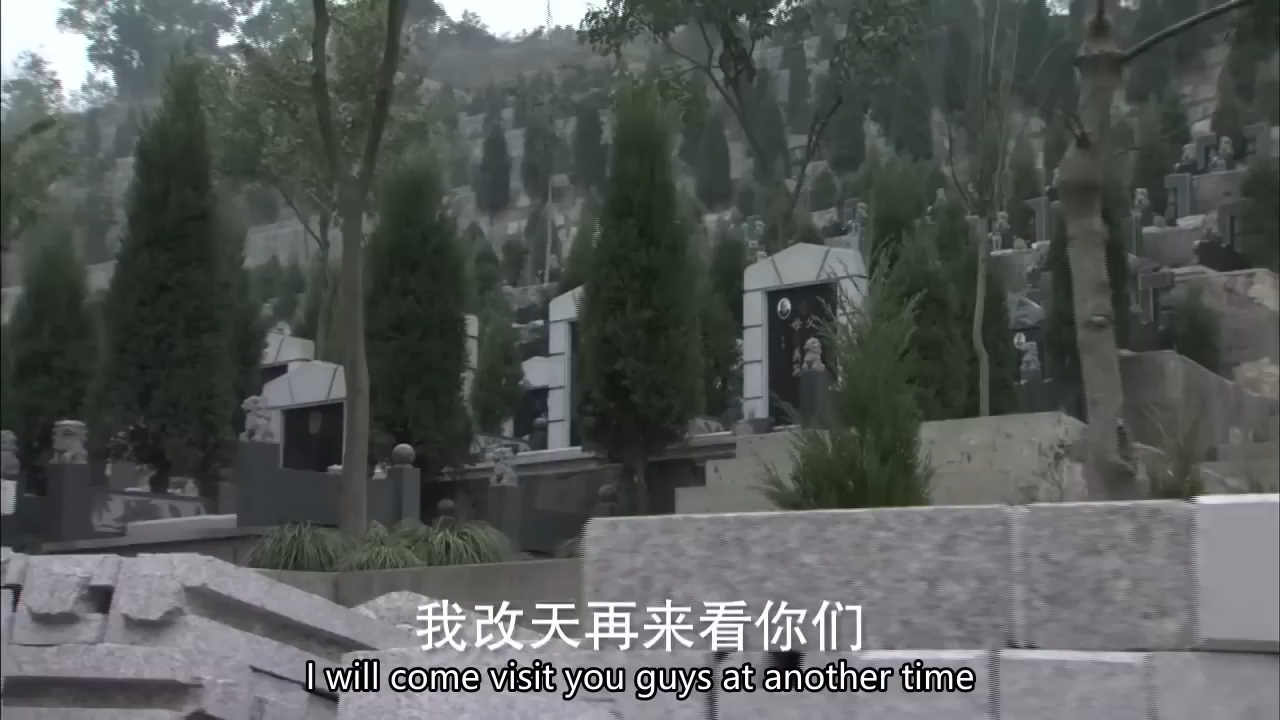 我改天再来看你们
I will come visit you guys at another time